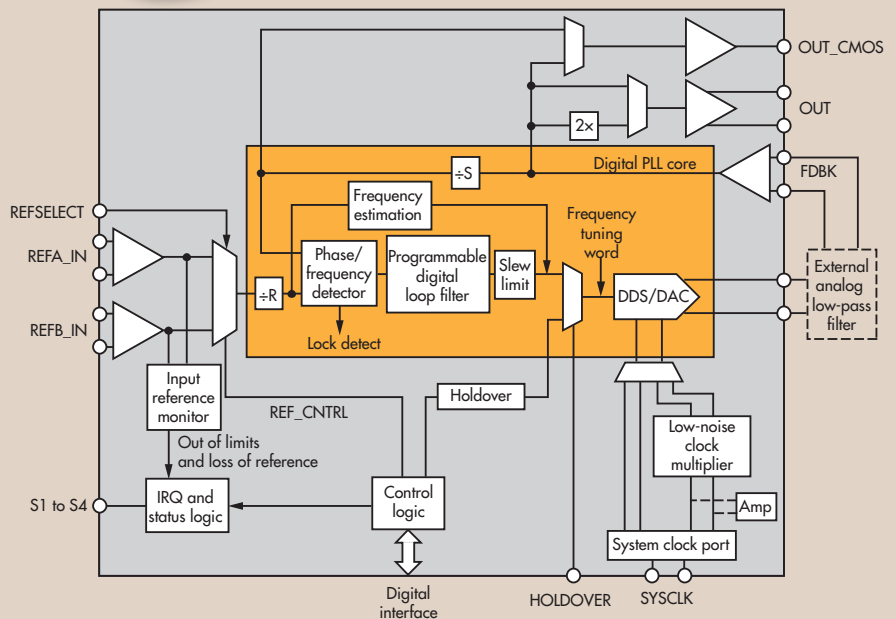 OUT_CMOS
OUT
2×
÷S
Digital PLL core
FDBK
REFSELECT
Frequency
estimation
Frequency
tuning
word
REFA_IN
÷R
Phase/
frequency
detector
Programmable
digital
loop filter
Slew
limit
DDS/DAC
External
analog
low-pass
filter
REFB_IN
Lock detect
Input
reference
monitor
REF_CNTRL
Holdover
Low-noise
clock
multiplier
Out of limits
and loss of reference
S1 to S4
IRQ and
status logic
Control
logic
Amp
System clock port
Digital
interface
HOLDOVER
SYSCLK